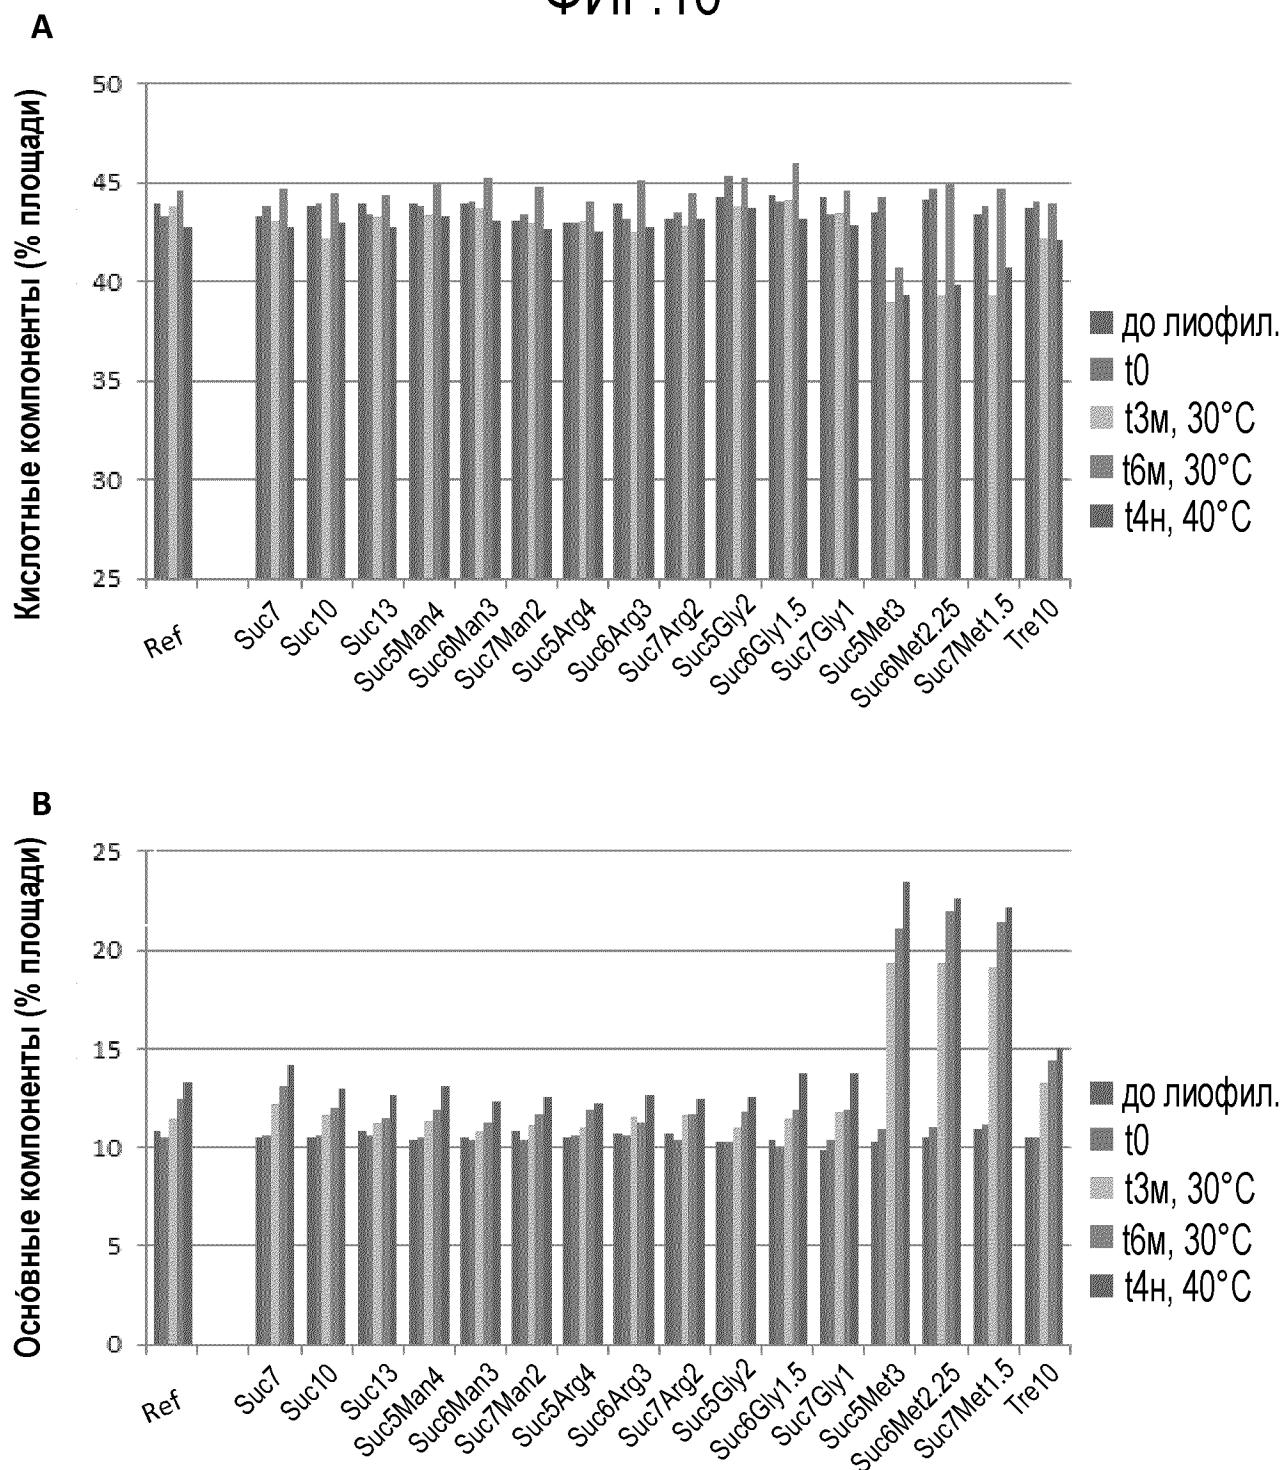 ФИГ.10
A
Кислотные компоненты (% площади)
50
45
40
35
30
25
Ref
Suc7
Suc10
Suc13
Suc5Man4
Suc6Man3
Suc7Man2
Suc5Arg4
Suc6Arg3
Suc7Arg2
Suc5Gly2
Suc6Gly1.5
Suc7Gly1
Suc5Met3
Suc6Met2.25
Suc7Met1.5
Tre10
до лиофил.
t0
t3м, 30°C
t6м, 30°C
t4н, 40°C
B
Оснóвные компоненты (% площади)
25
20
15
10
5
0
Ref
Suc7
Suc10
Suc13
Suc5Man4
Suc6Man3
Suc7Man2
Suc5Arg4
Suc6Arg3
Suc7Arg2
Suc5Gly2
Suc6Gly1.5
Suc7Gly1
Suc5Met3
Suc6Met2.25
Suc7Met1.5
Tre10
до лиофил.
t0
t3м, 30°C
t6м, 30°C
t4н, 40°C